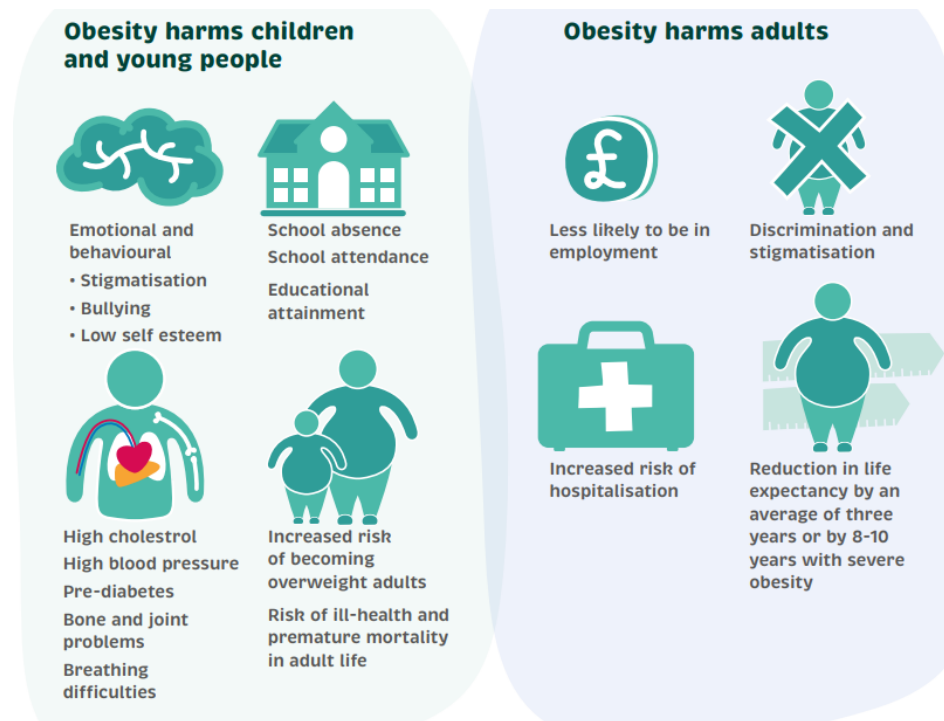 Obesity harms children
and young people
Emotional and
behavioural
• Stigmatisation
• Bullying
• Low self esteem
School absence
School attendance
Educational
attainment
High cholestrol
High blood pressure
Pre-diabetes
Bone and joint
problems
Breathing
difficulties
Increased risk
of becoming
overweight adults
Risk of ill-health and
premature mortality
in adult life
Obesity harms adults
£
Less likely to be in
employment
Discrimination and
stigmatisation
Increased risk of
hospitalisation
Reduction in life
expectancy by an
average of three
years or by 8-10
years with severe
obesity